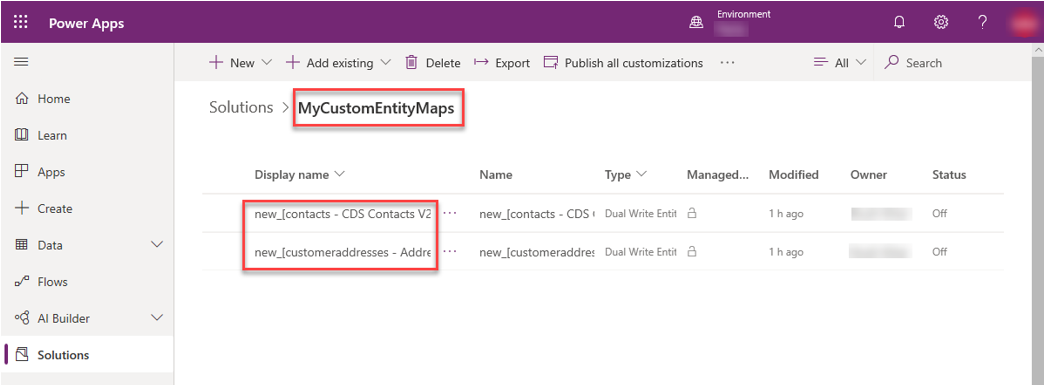 Power Apps
Environment
New
Add existing
Delete
Export
Publish all customizations
All
Search
Home
Learn
Apps
Create
Data
Flows
AI Builder
Solutions
Solutions > MyCustomEntityMaps
Display name Name Type Managed... Modified Owner Status
new_[contacts - CDS Contacts V2 ... new_[contacts - CDS Dual Write Entit 1 h ago Off
new_[customeraddresses - Addre ... new_[customeraddres Dual Write Entit 1 h ago Off